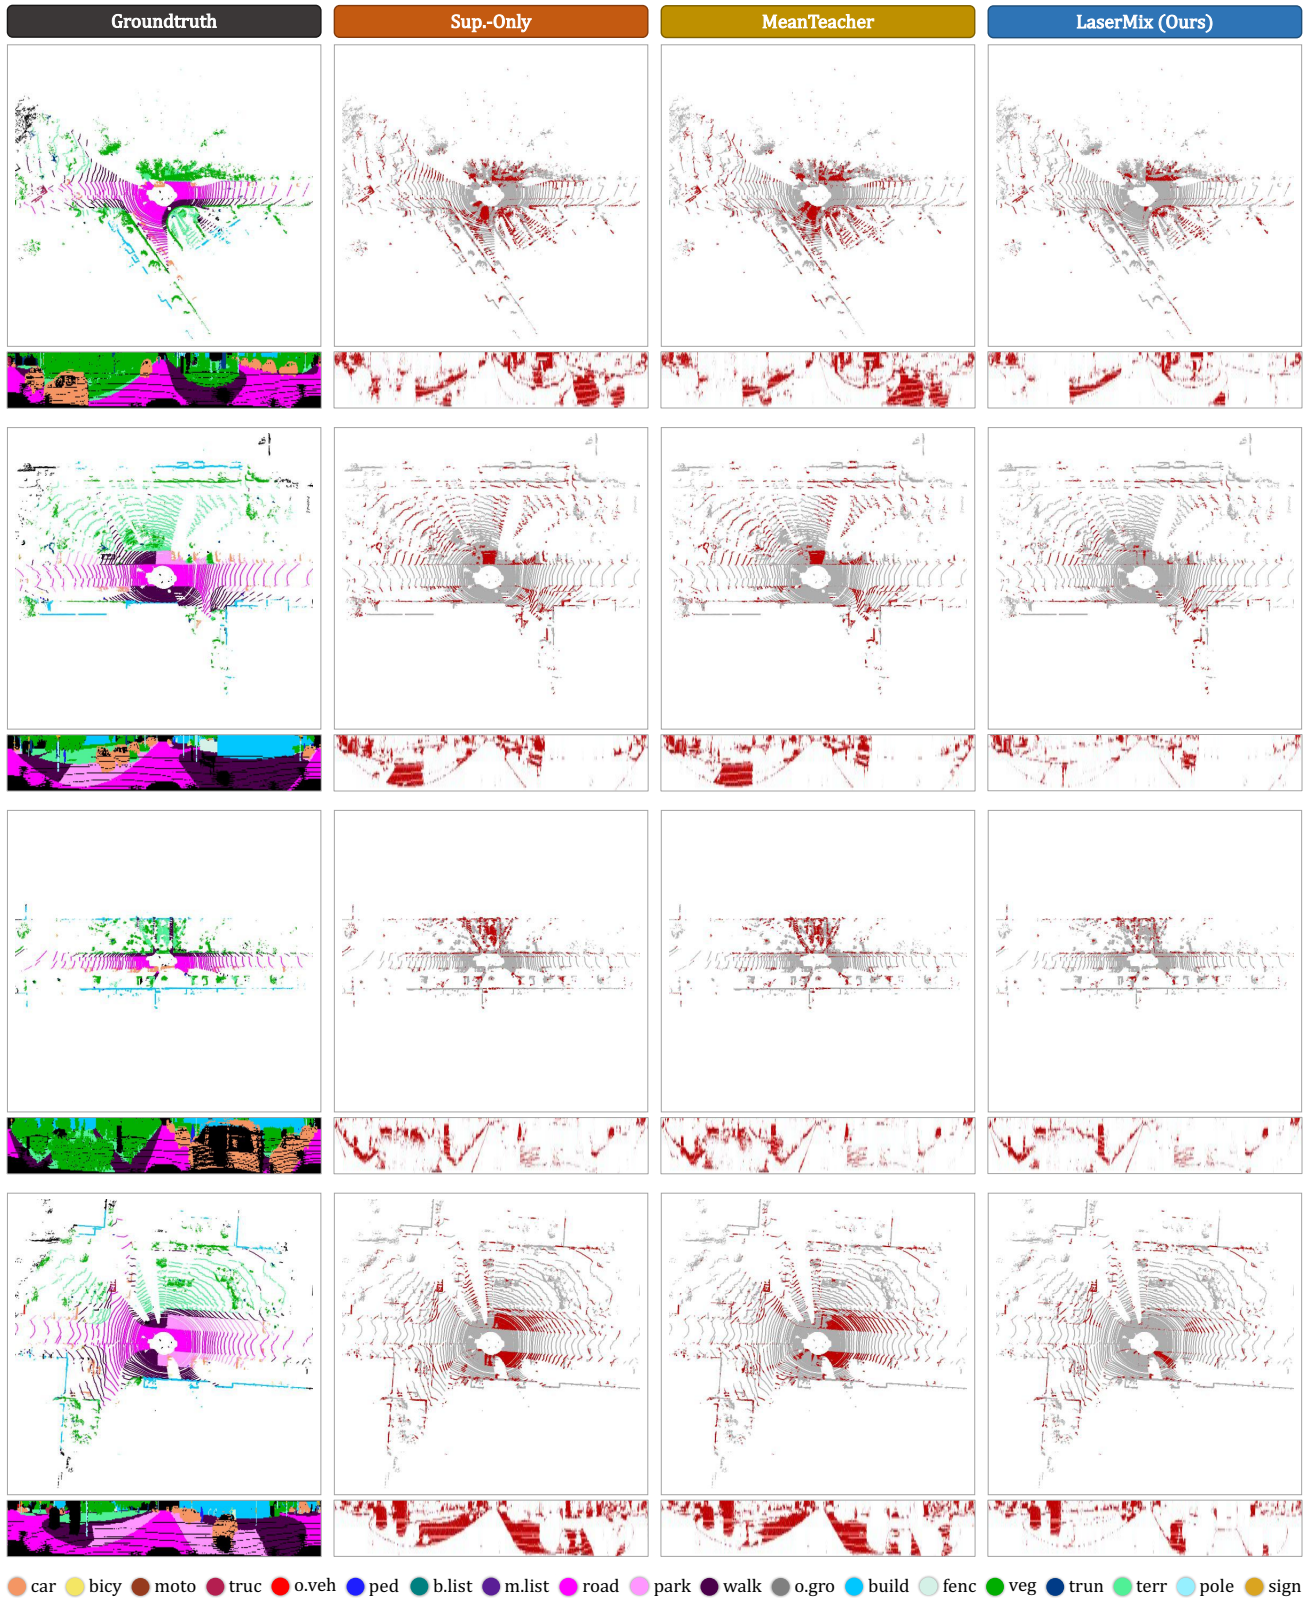 Groundtruth Sup.-Only MeanTeacher LaserMix (Ours)
car bicy moto truc o.veh ped b.list m.list road park walk o.gro build fenc veg trun terr pole sign